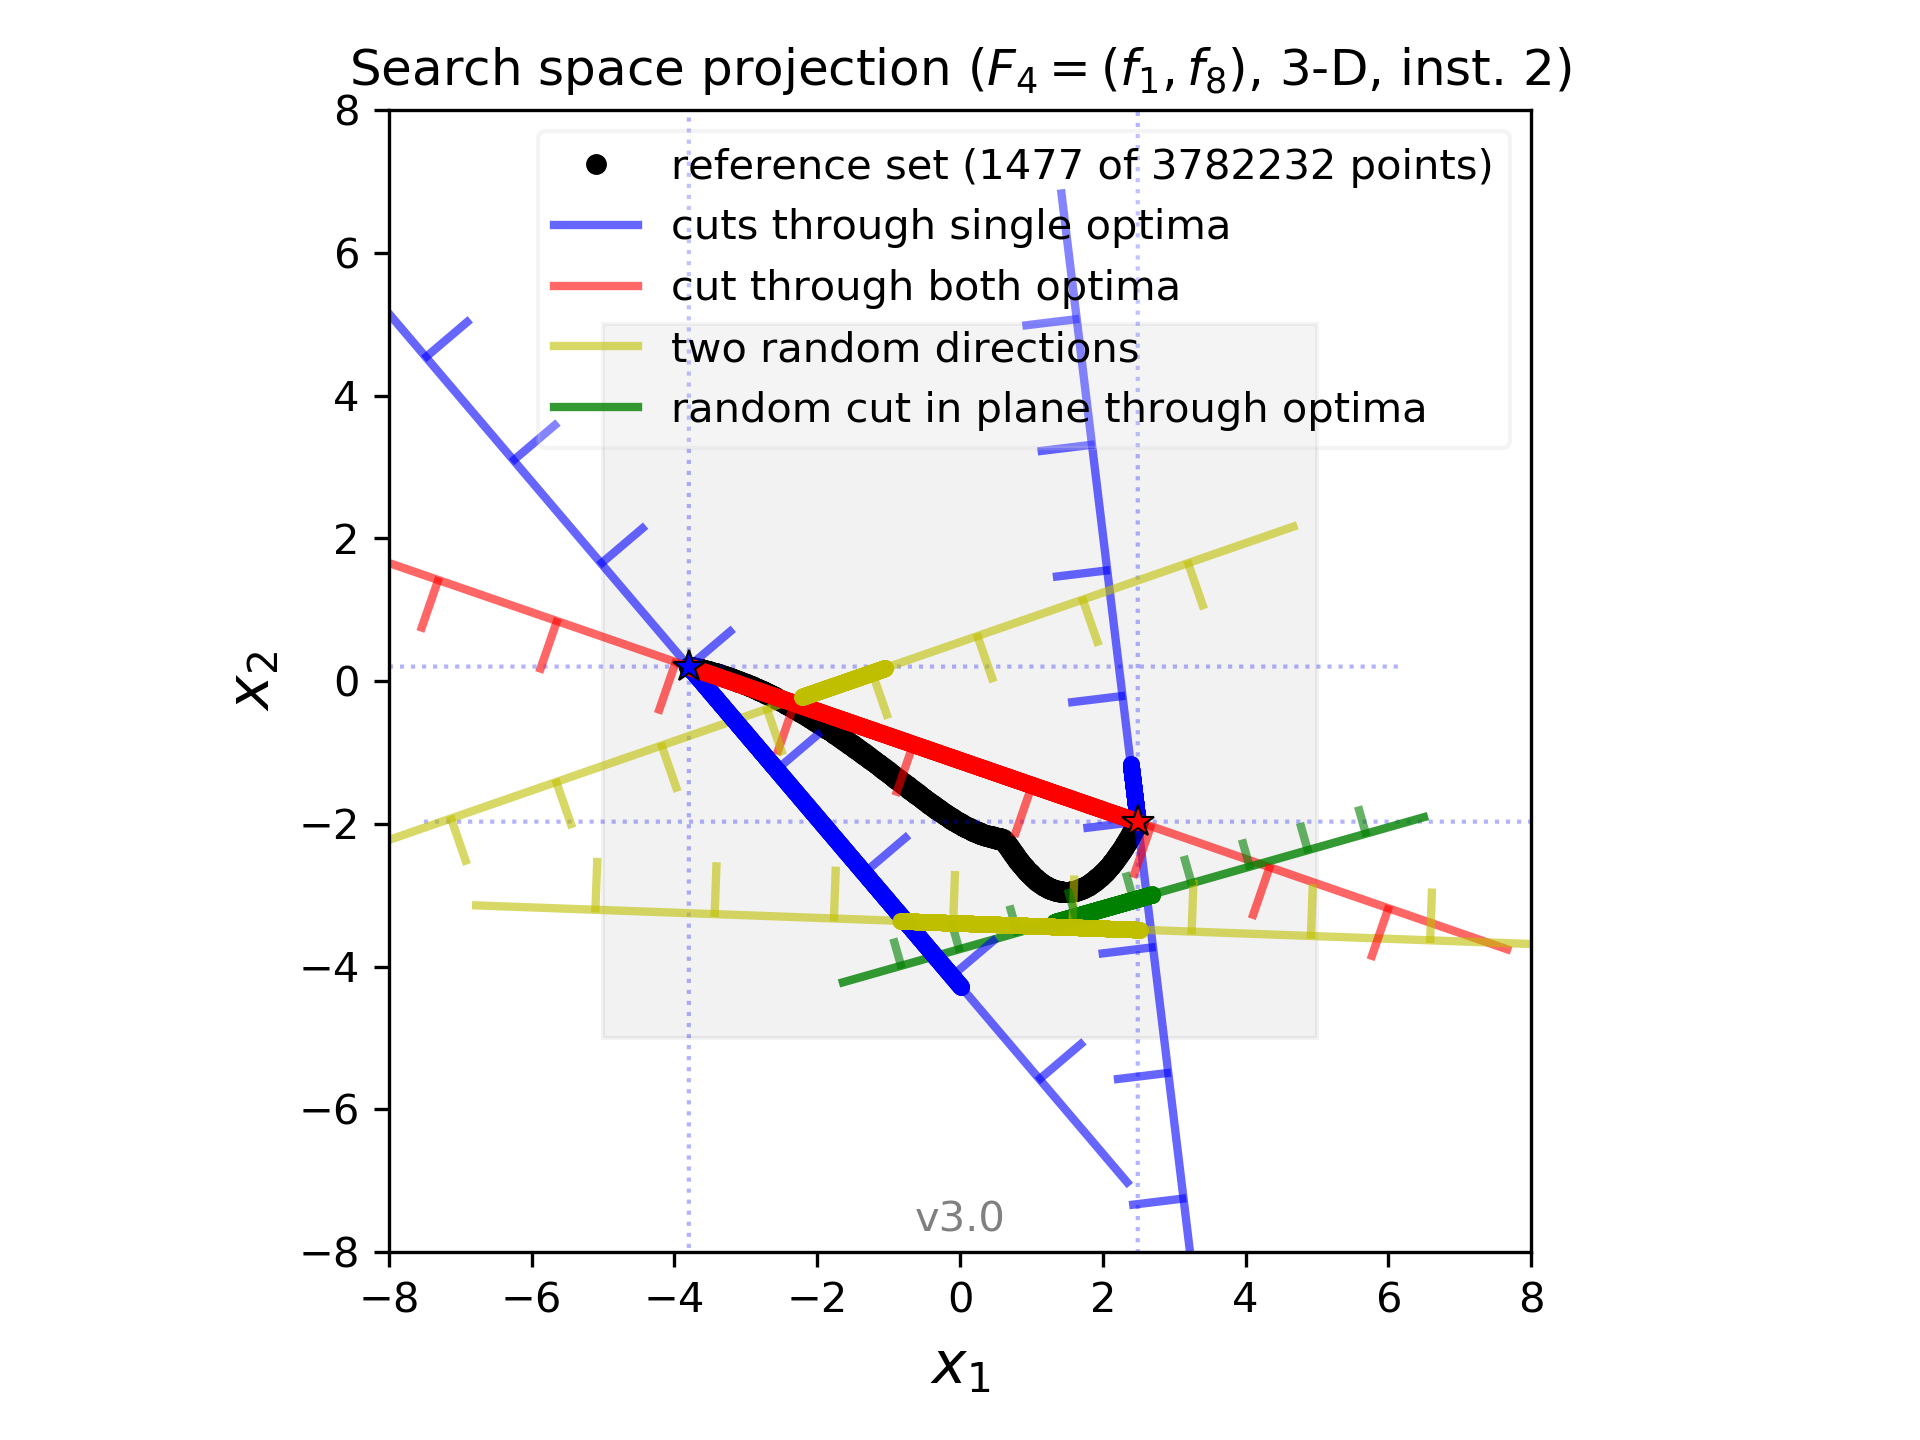 Search space projection (F₄ = (f₁, f₈), 3-D, inst. 2)
reference set (1477 of 3782232 points)
cuts through single optima
cut through both optima
two random directions
random cut in plane through optima
8
6
4
2
0
−2
−4
−6
−8
x₂
v3.0
−8 −6 −4 −2 0 2 4 6 8
x₁